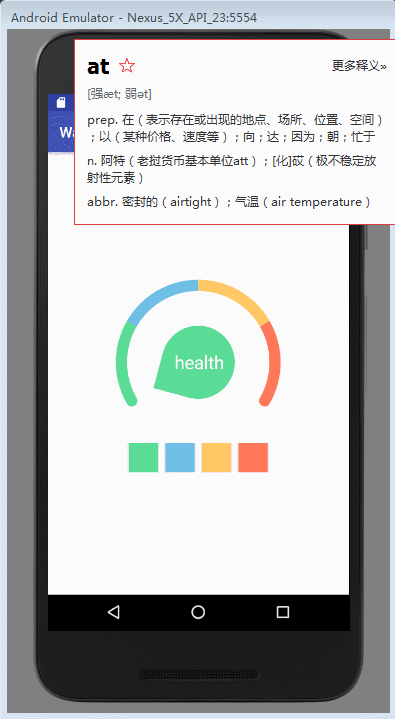 Android Emulator - Nexus_5X_API_23:5554
at
更多释义»
[强æt; 弱ət]
prep. 在（表示存在或出现的地点、场所、位置、空间）
；以（某种价格、速度等）；向；达；因为；朝；忙于
n. 阿特（老挝货币基本单位att）；[化]砹（极不稳定放
射性元素）
abbr. 密封的（airtight）；气温（air temperature）
health